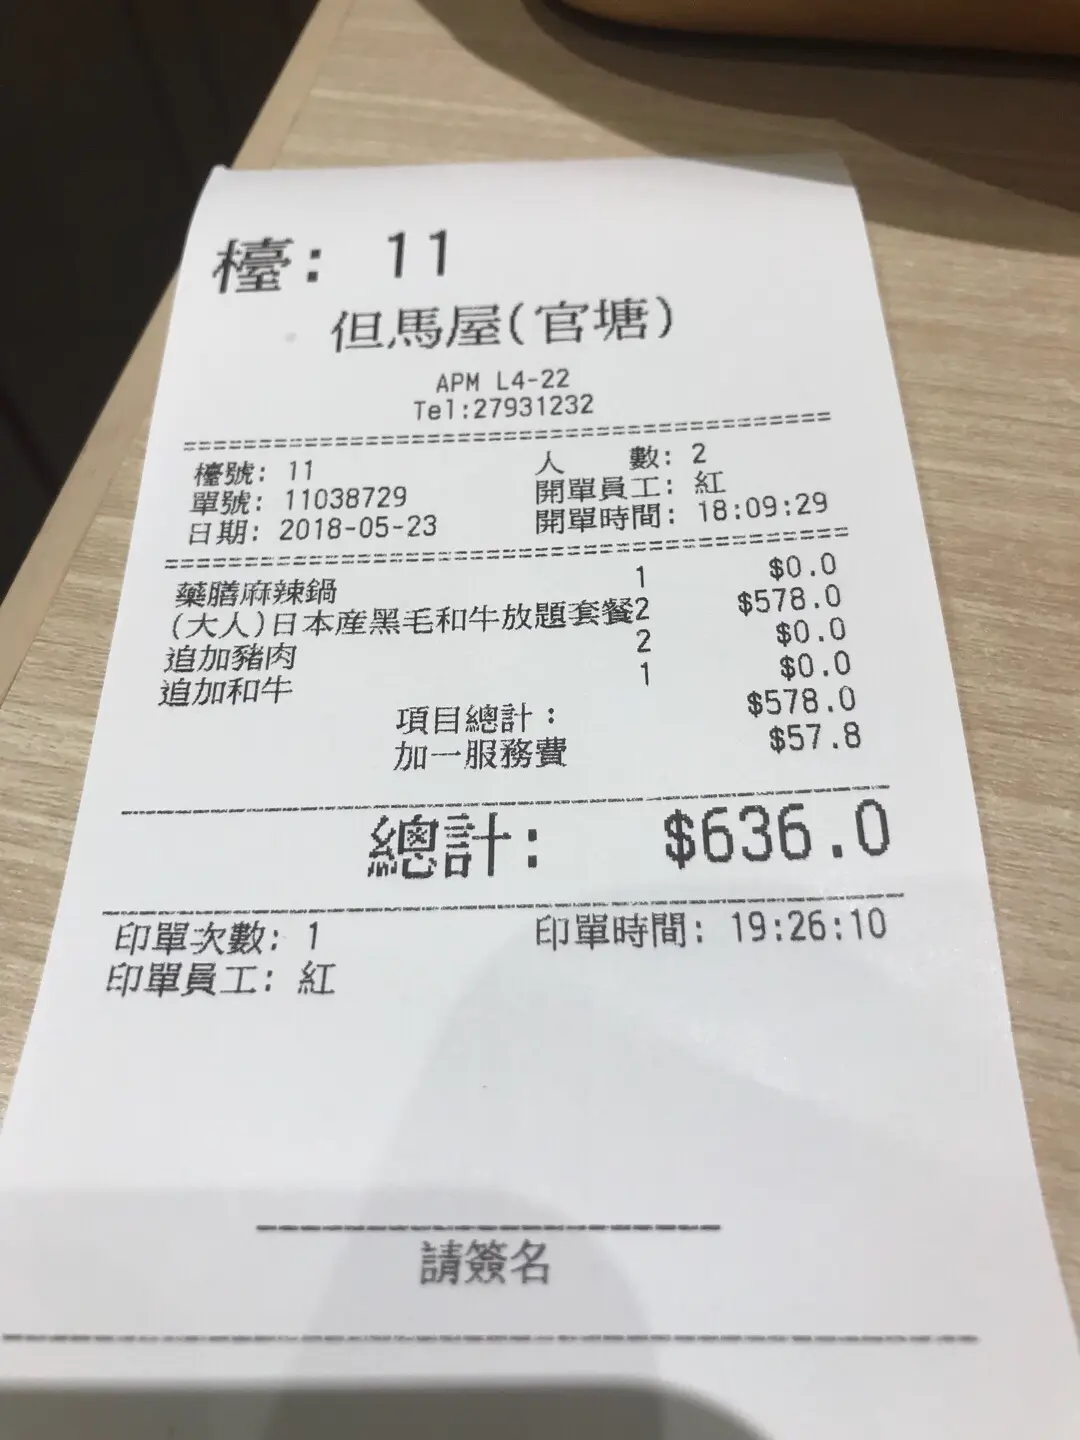 檯: 11
但馬屋(官塘)
APM L4-22
Tel:27931232
檯號: 11 人 數: 2
單號: 11038729 開單員工: 紅
日期: 2018-05-23 開單時間: 18:09:29
藥膳麻辣鍋 1 $0.0
(大人)日本產黑毛和牛放題套餐2 $578.0
追加豬肉 2 $0.0
追加和牛 1 $0.0
項目總計: $578.0
加一服務費 $57.8
總計: $636.0
印單次數: 1 印單時間: 19:26:10
印單員工: 紅
請簽名